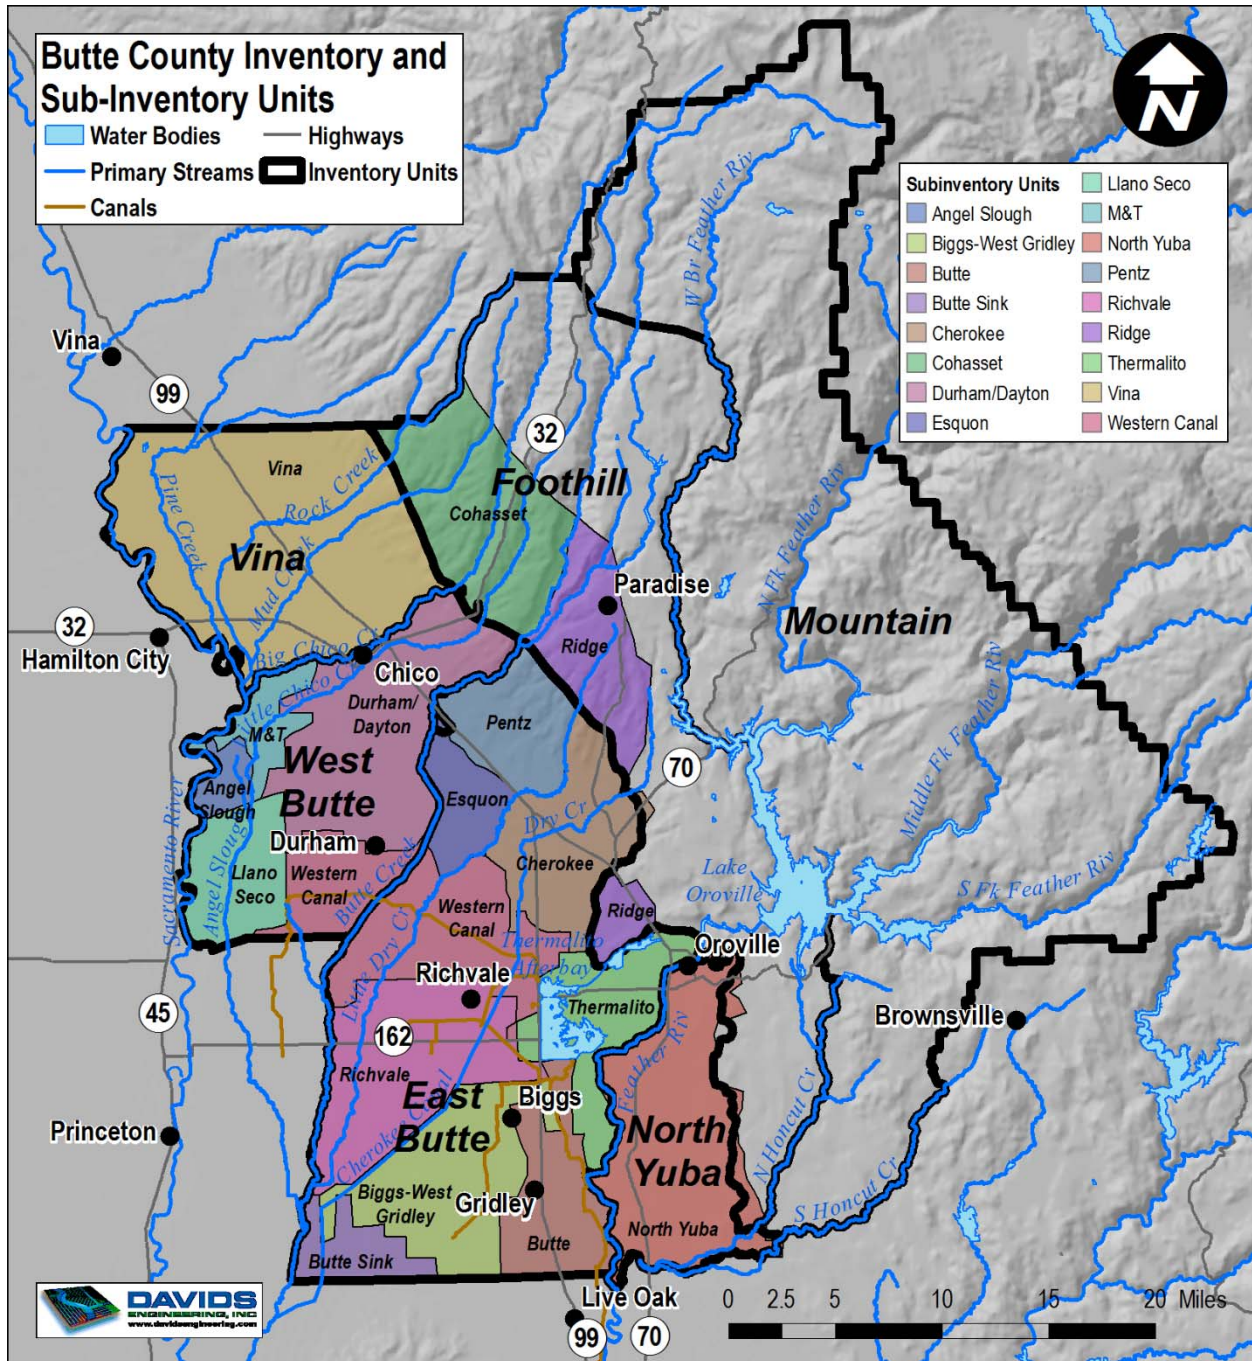 Butte County Inventory and
Sub-Inventory Units
Water Bodies
Highways
Primary Streams
Inventory Units
Canals
N
Subinventory Units
Angel Slough
Biggs-West Gridley
Butte
Butte Sink
Cherokee
Cohasset
Durham/Dayton
Esquon
Llano Seco
M&T
North Yuba
Pentz
Richvale
Ridge
Thermalito
Vina
Western Canal
W Br Feather Riv
Vina
99
32
Vina
Pine Creek
Rock Creek
Foothill
Cohasset
Vina
Mud Creek
N Fk Feather Riv
Paradise
Mountain
32
Hamilton City
Big Chico Cr
Ridge
Chico
Little Chico Cr
Durham/
Dayton
Pentz
M&T
West
Butte
Middle Fk Feather Riv
70
Angel
Slough
Esquon
Dry Cr
Durham
Cherokee
Sacramento River
Angel Slough
Llano
Seco
Western
Canal
Butte Creek
Lake
Oroville
S Fk Feather Riv
Western
Canal
Ridge
Little Dry Cr
Thermalito
Afterbay
Oroville
Richvale
Thermalito
45
162
Brownsville
Richvale
Feather Riv
East
Butte
Biggs
Cherokee Canal
North
Yuba
N Honcut Cr
Princeton
Biggs-West
Gridley
Gridley
S Honcut Cr
North Yuba
Butte
Butte Sink
DAVIDS
ENGINEERING, INC
www.davidsengineering.com
Live Oak
99
70
0 2.5 5 10 15 20 Miles